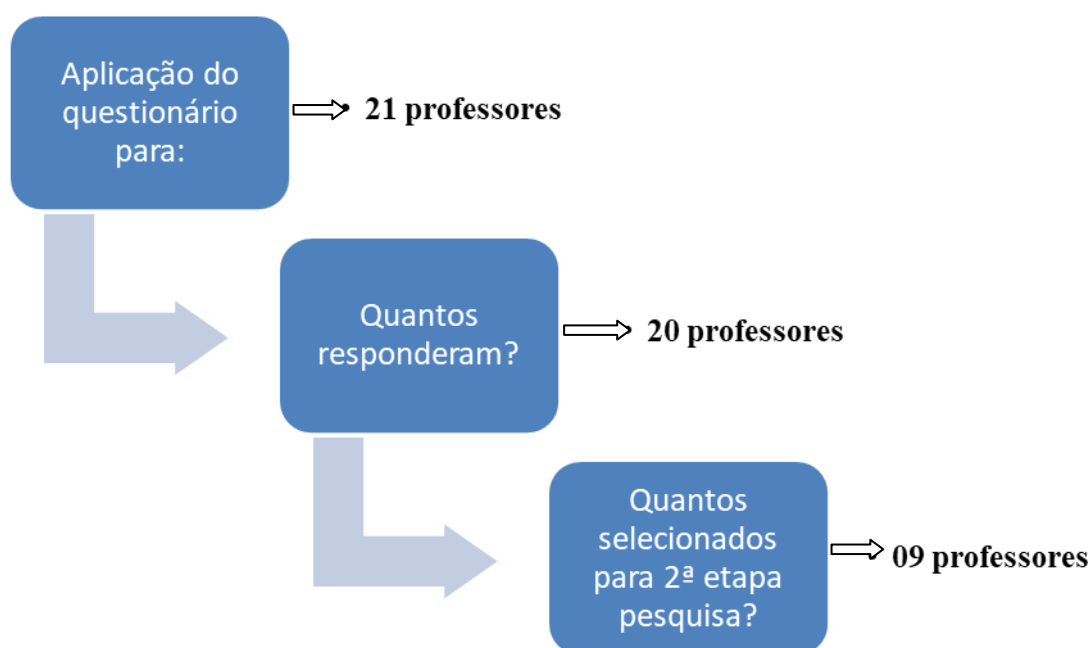 Aplicação do
questionário
para:
21 professores
Quantos
responderam?
20 professores
Quantos
selecionados
para 2ª etapa
pesquisa?
09 professores